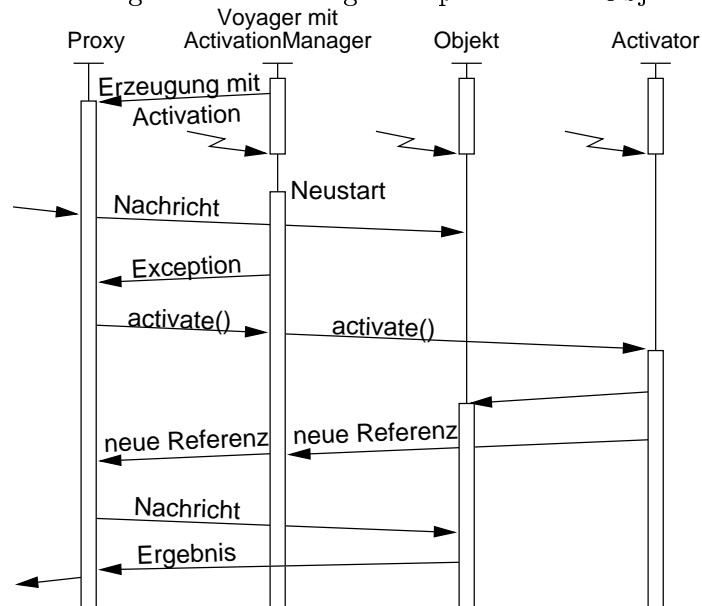 Voyager mit
Proxy ActivationManager Objekt Activator
Erzeugung mit
Activation
Neustart
Nachricht
Exception
activate() activate()
neue Referenz neue Referenz
Nachricht
Ergebnis